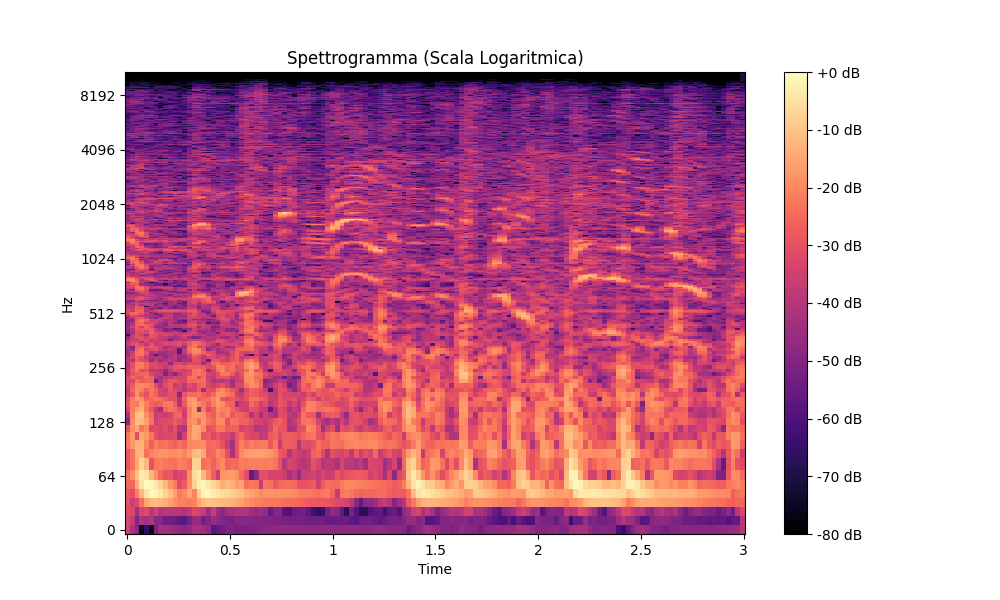 Spettrogramma (Scala Logaritmica)
Hz
8192
4096
2048
1024
512
256
128
64
0
0
0.5
1
1.5
2
2.5
3
Time
+0 dB
-10 dB
-20 dB
-30 dB
-40 dB
-50 dB
-60 dB
-70 dB
-80 dB